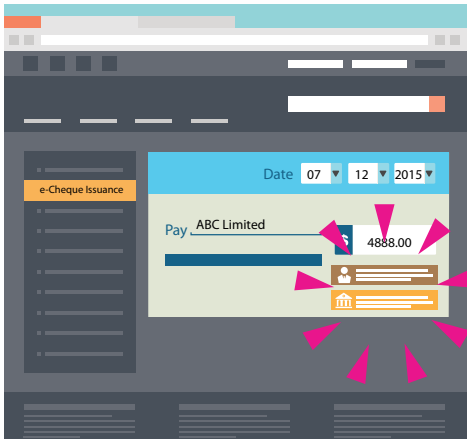 Date 07 12 2015
e-Cheque Issuance
Pay ABC Limited
$ 4888.00